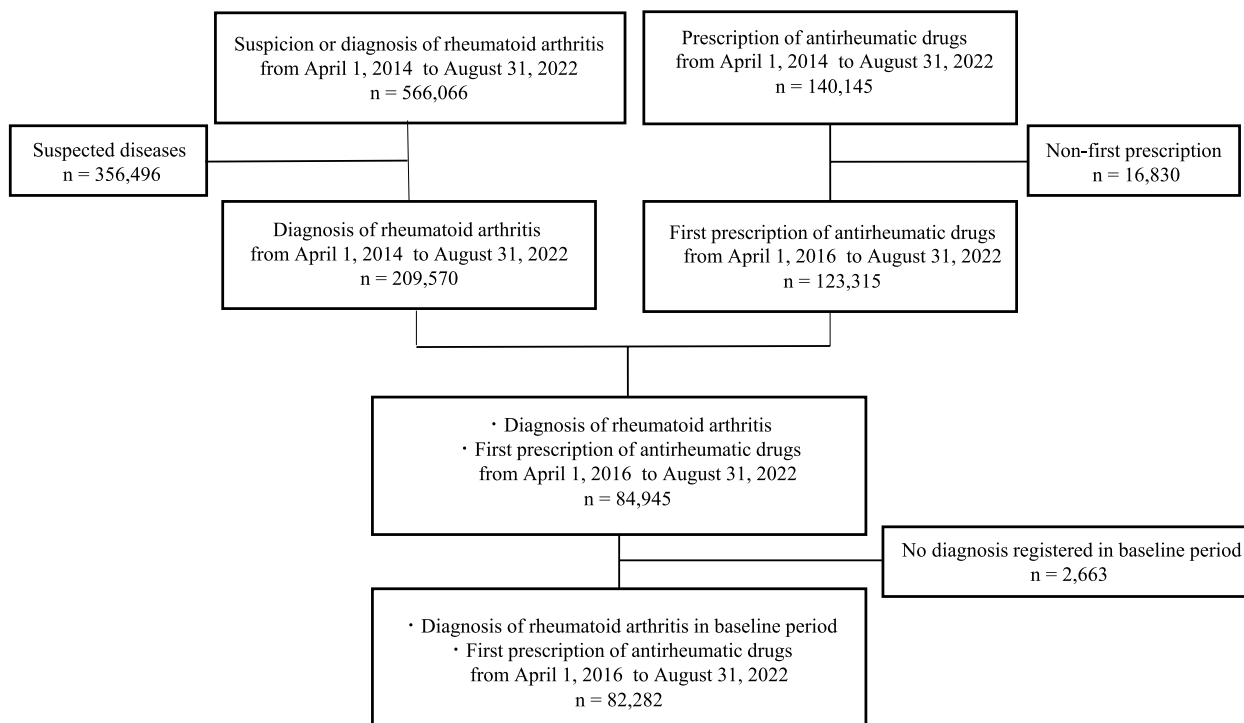 Suspicion or diagnosis of rheumatoid arthritis
from April 1, 2014 to August 31, 2022
n = 566,066
Prescription of antirheumatic drugs
from April 1, 2014 to August 31, 2022
n = 140,145
Suspected diseases
n = 356,496
Non-first prescription
n = 16,830
Diagnosis of rheumatoid arthritis
from April 1, 2014 to August 31, 2022
n = 209,570
First prescription of antirheumatic drugs
from April 1, 2016 to August 31, 2022
n = 123,315
・Diagnosis of rheumatoid arthritis
・First prescription of antirheumatic drugs
from April 1, 2016 to August 31, 2022
n = 84,945
No diagnosis registered in baseline period
n = 2,663
・Diagnosis of rheumatoid arthritis in baseline period
・First prescription of antirheumatic drugs
from April 1, 2016 to August 31, 2022
n = 82,282